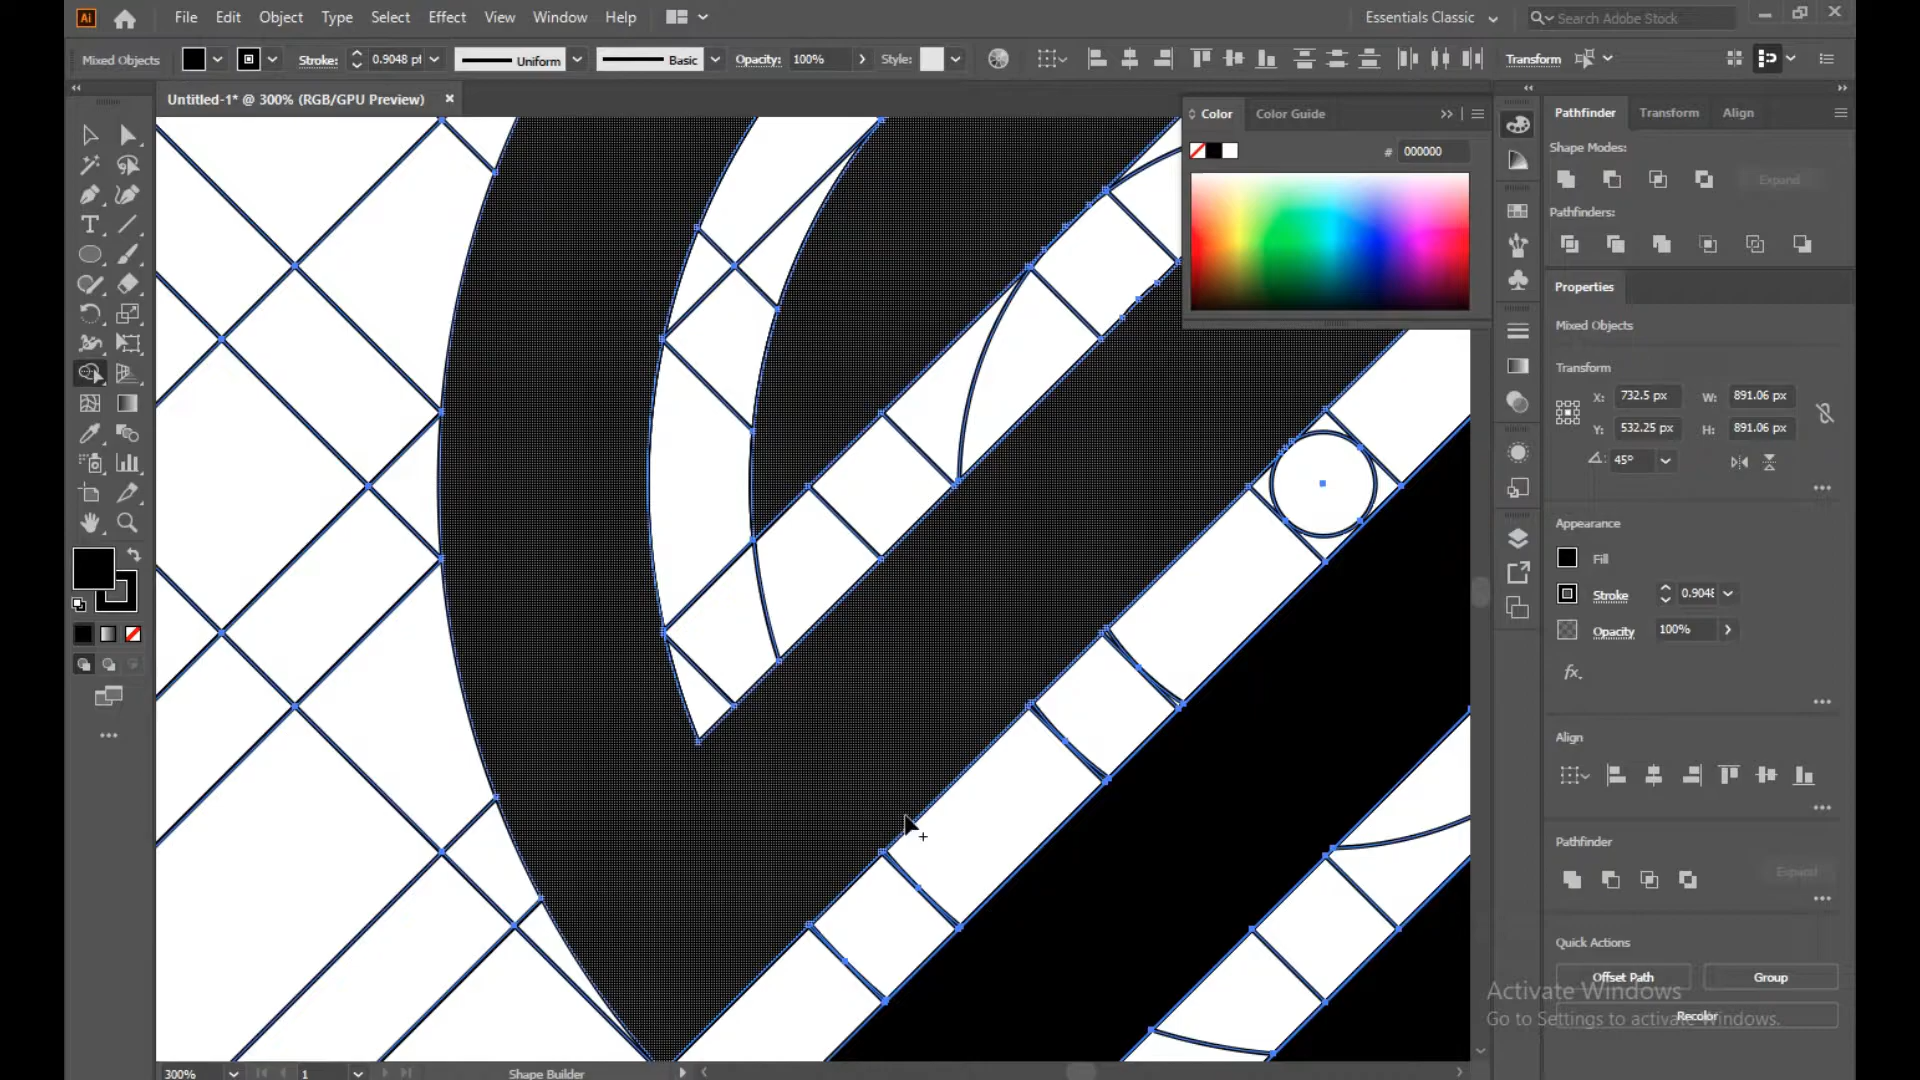 Ai File Edit Object Type Select Effect View Window Help Essentials Classic Search Adobe Stock
Mixed Objects Stroke: 0.9048 pt Uniform Basic Opacity: 100% Style: Transform
Untitled-1* @ 300% (RGB/GPU Preview) ×
Color Color Guide
# 000000
Pathfinder Transform Align
Shape Modes:
Expand
Pathfinders:
Properties
Mixed Objects
Transform
X: 732.5 px W: 891.06 px
Y: 532.25 px H: 891.06 px
45°
Appearance
Fill
Stroke 0.9048
Opacity 100%
fx.
Align
Pathfinder
Expand
Quick Actions
Offset Path Group
Recolor
Activate Windows
Go to Settings to activate Windows.
300% 1 Shape Builder